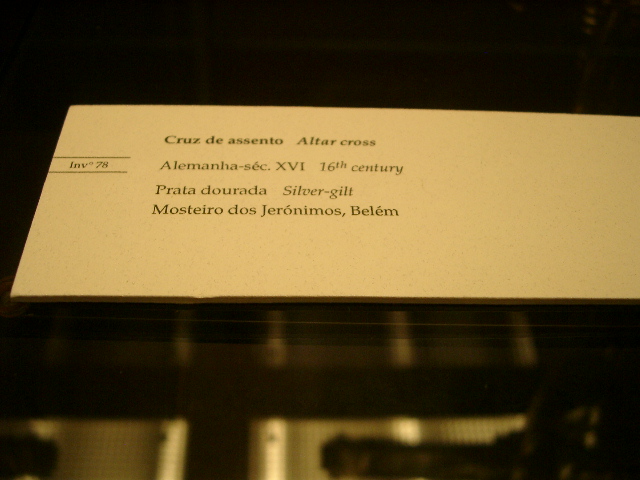 Cruz de assento Altar cross
Invº 78
Alemanha-séc. XVI 16th century
Prata dourada Silver-gilt
Mosteiro dos Jerónimos, Belém